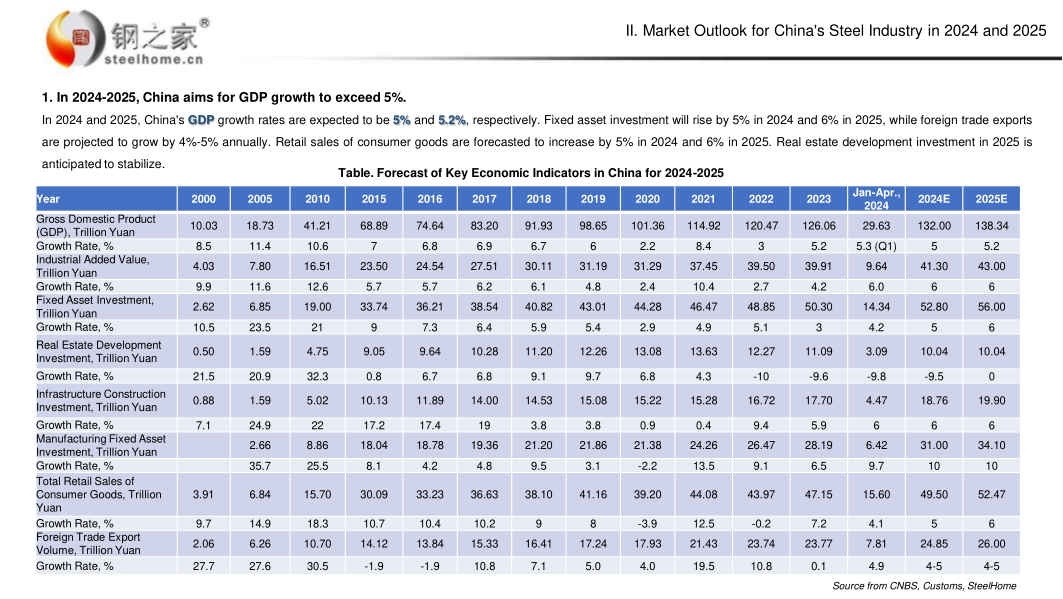 钢之家®
steelhome.cn
II. Market Outlook for China's Steel Industry in 2024 and 2025
1. In 2024-2025, China aims for GDP growth to exceed 5%.
In 2024 and 2025, China's GDP growth rates are expected to be 5% and 5.2%, respectively. Fixed asset investment will rise by 5% in 2024 and 6% in 2025, while foreign trade exports
are projected to grow by 4%-5% annually. Retail sales of consumer goods are forecasted to increase by 5% in 2024 and 6% in 2025. Real estate development investment in 2025 is
anticipated to stabilize.
Table. Forecast of Key Economic Indicators in China for 2024-2025
Year 2000 2005 2010 2015 2016 2017 2018 2019 2020 2021 2022 2023 Jan-Apr., 2024 2024E 2025E
Gross Domestic Product
(GDP), Trillion Yuan 10.03 18.73 41.21 68.89 74.64 83.20 91.93 98.65 101.36 114.92 120.47 126.06 29.63 132.00 138.34
Growth Rate, % 8.5 11.4 10.6 7 6.8 6.9 6.7 6 2.2 8.4 3 5.2 5.3 (Q1) 5 5.2
Industrial Added Value,
Trillion Yuan 4.03 7.80 16.51 23.50 24.54 27.51 30.11 31.19 31.29 37.45 39.50 39.91 9.64 41.30 43.00
Growth Rate, % 9.9 11.6 12.6 5.7 5.7 6.2 6.1 4.8 2.4 10.4 2.7 4.2 6.0 6 6
Fixed Asset Investment,
Trillion Yuan 2.62 6.85 19.00 33.74 36.21 38.54 40.82 43.01 44.28 46.47 48.85 50.30 14.34 52.80 56.00
Growth Rate, % 10.5 23.5 21 9 7.3 6.4 5.9 5.4 2.9 4.9 5.1 3 4.2 5 6
Real Estate Development
Investment, Trillion Yuan 0.50 1.59 4.75 9.05 9.64 10.28 11.20 12.26 13.08 13.63 12.27 11.09 3.09 10.04 10.04
Growth Rate, % 21.5 20.9 32.3 0.8 6.7 6.8 9.1 9.7 6.8 4.3 -10 -9.6 -9.8 -9.5 0
Infrastructure Construction
Investment, Trillion Yuan 0.88 1.59 5.02 10.13 11.89 14.00 14.53 15.08 15.22 15.28 16.72 17.70 4.47 18.76 19.90
Growth Rate, % 7.1 24.9 22 17.2 17.4 19 3.8 3.8 0.9 0.4 9.4 5.9 6 6 6
Manufacturing Fixed Asset
Investment, Trillion Yuan 2.66 8.86 18.04 18.78 19.36 21.20 21.86 21.38 24.26 26.47 28.19 6.42 31.00 34.10
Growth Rate, % 35.7 25.5 8.1 4.2 4.8 9.5 3.1 -2.2 13.5 9.1 6.5 9.7 10 10
Total Retail Sales of
Consumer Goods, Trillion
Yuan 3.91 6.84 15.70 30.09 33.23 36.63 38.10 41.16 39.20 44.08 43.97 47.15 15.60 49.50 52.47
Growth Rate, % 9.7 14.9 18.3 10.7 10.4 10.2 9 8 -3.9 12.5 -0.2 7.2 4.1 5 6
Foreign Trade Export
Volume, Trillion Yuan 2.06 6.26 10.70 14.12 13.84 15.33 16.41 17.24 17.93 21.43 23.74 23.77 7.81 24.85 26.00
Growth Rate, % 27.7 27.6 30.5 -1.9 -1.9 10.8 7.1 5.0 4.0 19.5 10.8 0.1 4.9 4-5 4-5
Source from CNBS, Customs, SteelHome